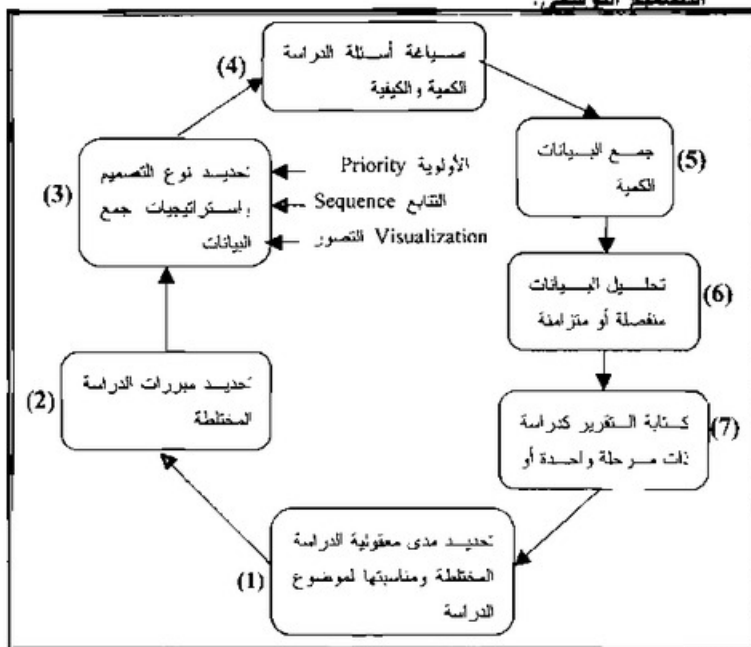 (4)
صياغة أسئلة الدراسة
الكمية والكيفية
(5)
جمع البيانات
الكمية
(3)
تحديد نوع التصميم
واستراتيجيات جمع
البيانات
الأولوية Priority
التتابع Sequence
التصور Visualization
(6)
تحليل البيانات
منفصلة أو متزامنة
(2)
تحديد مبررات الدراسة
المختلطة
(7)
كتابة التقرير كدراسة
ذات مرحلة واحدة أو
(1)
تحديد مدى معقولية الدراسة
المختلطة ومناسبتها لموضوع
الدراسة